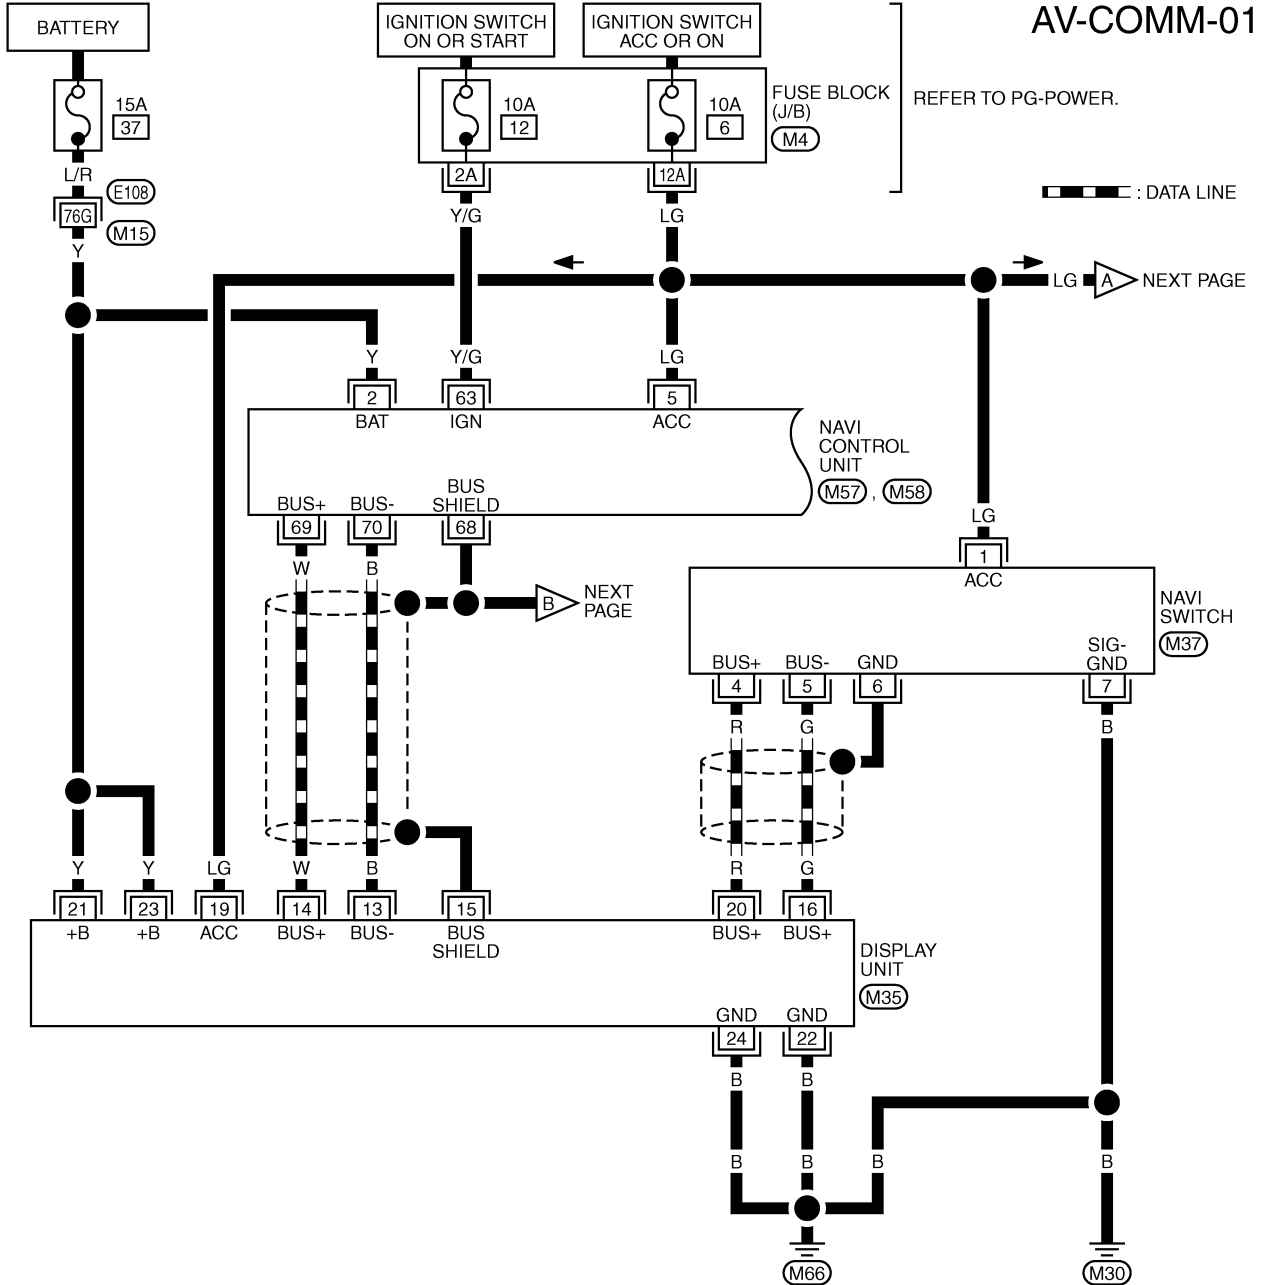 AV-COMM-01
BATTERY
IGNITION SWITCH
ON OR START
IGNITION SWITCH
ACC OR ON
15A
37
10A
12
10A
6
FUSE BLOCK
(J/B)
M4
REFER TO PG-POWER.
L/R
E108
76G
M15
Y
2A
Y/G
12A
LG
: DATA LINE
LG
A
NEXT PAGE
Y
Y/G
LG
2
63
5
BAT
IGN
ACC
NAVI
CONTROL
UNIT
M57 , M58
BUS+
BUS-
BUS
SHIELD
69
70
68
W
B
B
NEXT
PAGE
LG
1
ACC
NAVI
SWITCH
M37
BUS+
BUS-
GND
SIG-
GND
4
5
6
7
R
G
B
Y
Y
LG
W
B
R
G
21
23
19
14
13
15
20
16
+B
+B
ACC
BUS+
BUS-
BUS
SHIELD
BUS+
BUS+
DISPLAY
UNIT
M35
GND
GND
24
22
B
B
B
B
B
B
M66
M30